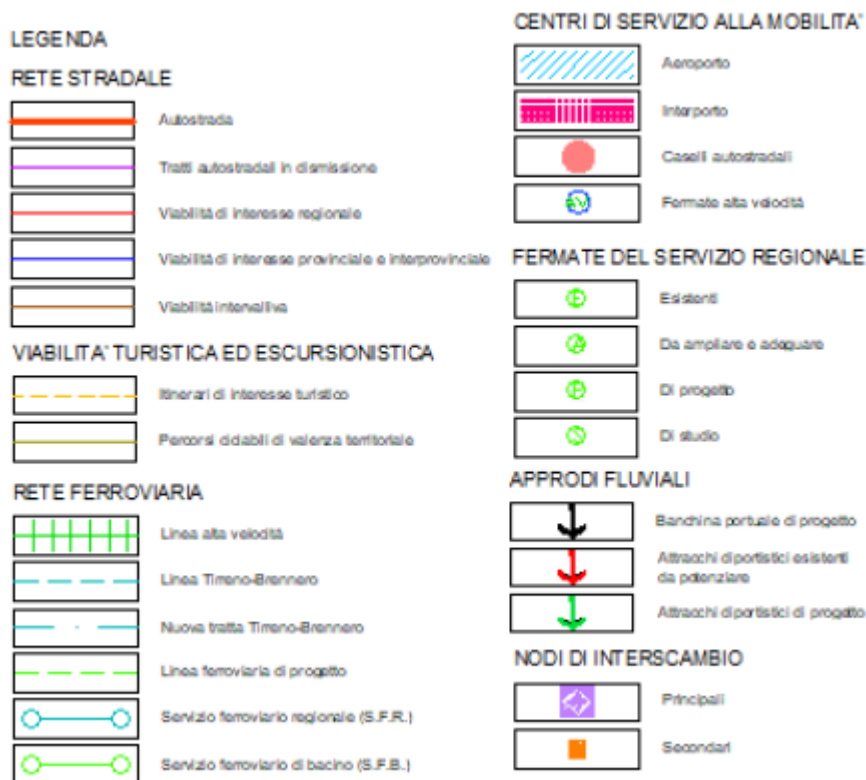 LEGENDA
RETE STRADALE
Autostrada
Tratti autostradali in dismissione
Viabilità di interesse regionale
Viabilità di interesse provinciale e interprovinciale
Viabilità intervalliva
VIABILITA' TURISTICA ED ESCURSIONISTICA
Itinerari di interesse turistico
Percorsi ciclabili di valenza territoriale
RETE FERROVIARIA
Linea alta velocità
Linea Tirreno-Brennero
Nuova tratta Tirreno-Brennero
Linea ferroviaria di progetto
Servizio ferroviario regionale (S.F.R.)
Servizio ferroviario di bacino (S.F.B.)
CENTRI DI SERVIZIO ALLA MOBILITA'
Aeroporto
Interporto
Caselli autostradali
Fermate alta velocità
FERMATE DEL SERVIZIO REGIONALE
E Esistenti
A Da ampliare e adeguare
P Di progetto
S Di studio
APPRODI FLUVIALI
Banchina portuale di progetto
Attracchi diportistici esistenti
da potenziare
Attracchi diportistici di progetto
NODI DI INTERSCAMBIO
Principali
Secondari